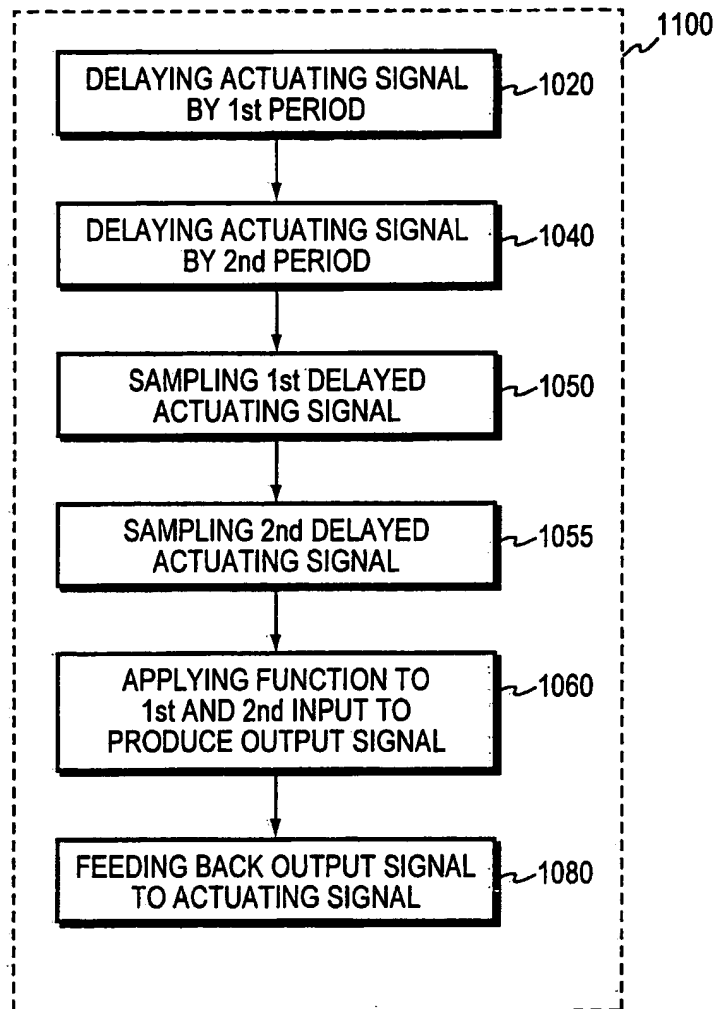 1100
DELAYING ACTUATING SIGNAL
BY 1st PERIOD
1020
DELAYING ACTUATING SIGNAL
BY 2nd PERIOD
1040
SAMPLING 1st DELAYED
ACTUATING SIGNAL
1050
SAMPLING 2nd DELAYED
ACTUATING SIGNAL
1055
APPLYING FUNCTION TO
1st AND 2nd INPUT TO
PRODUCE OUTPUT SIGNAL
1060
FEEDING BACK OUTPUT SIGNAL
TO ACTUATING SIGNAL
1080